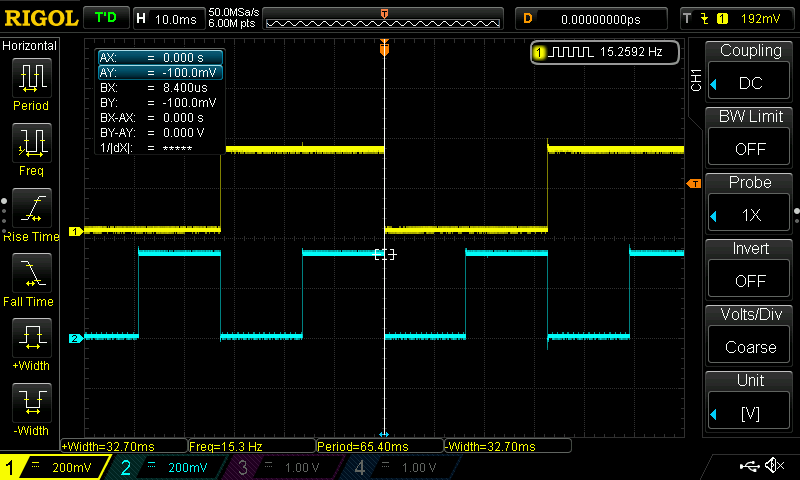 RIGOL T'D H 10.0ms 50.0MSa/s 6.00M pts T D 0.00000000ps T 1 192mV
Horizontal
Period
Freq
Rise Time
Fall Time
+Width
-Width
AX: = 0.000 s
AY: = -100.0mV
BX: = 8.400us
BY: = -100.0mV
BX-AX: = 0.000 s
BY-AY: = 0.000 V
1/|dX|: = *****
1 15.2592 Hz
1
2
T
CH1
Coupling
DC
BW Limit
OFF
Probe
1X
Invert
OFF
Volts/Div
Coarse
Unit
[V]
+Width=32.70ms Freq=15.3 Hz Period=65.40ms -Width=32.70ms
1 200mV 2 200mV 3 1.00 V 4 1.00 V